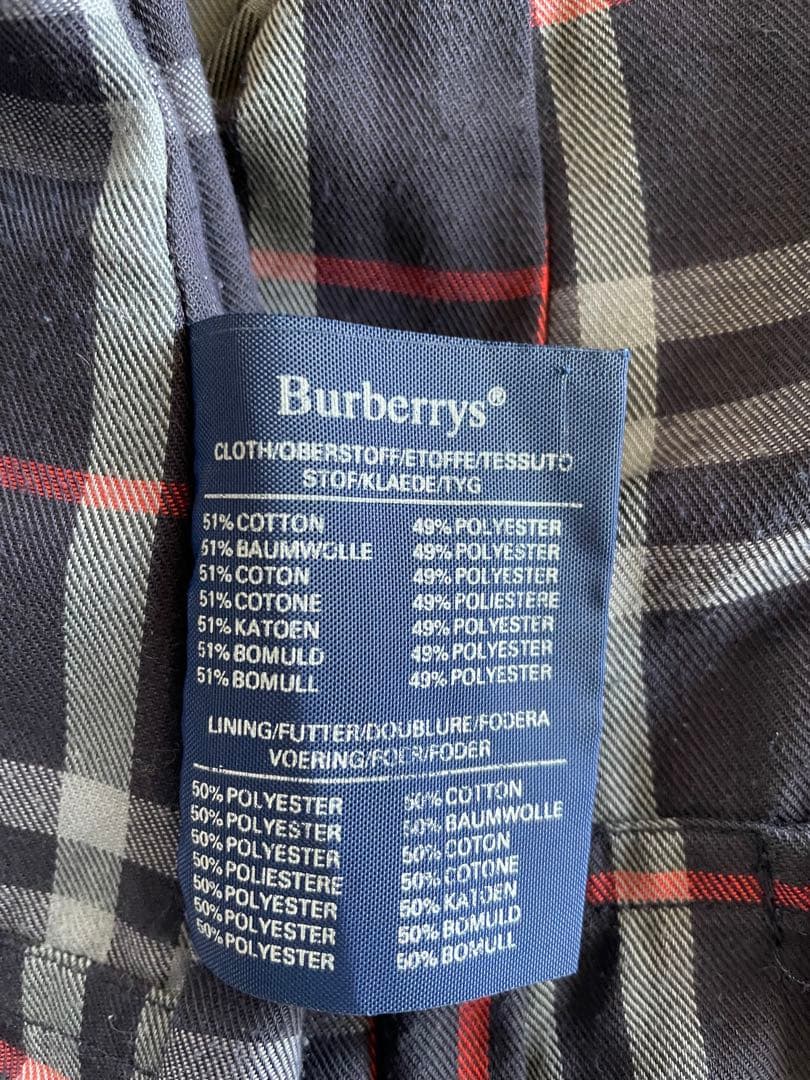 Burberrys®
CLOTH/OBERSTOFF/ETOFFE/TESSUTO
STOF/KLAEDE/TYG
51% COTTON 49% POLYESTER
51% BAUMWOLLE 49% POLYESTER
51% COTON 49% POLYESTER
51% COTONE 49% POLIESTERE
51% KATOEN 49% POLYESTER
51% BOMULD 49% POLYESTER
51% BOMULL 49% POLYESTER
LINING/FUTTER/DOUBLURE/FODERA
VOERING/FOER/FODER
50% POLYESTER 50% COTTON
50% POLYESTER 50% BAUMWOLLE
50% POLYESTER 50% COTON
50% POLIESTERE 50% COTONE
50% POLYESTER 50% KATOEN
50% POLYESTER 50% BOMULD
50% POLYESTER 50% BOMULL